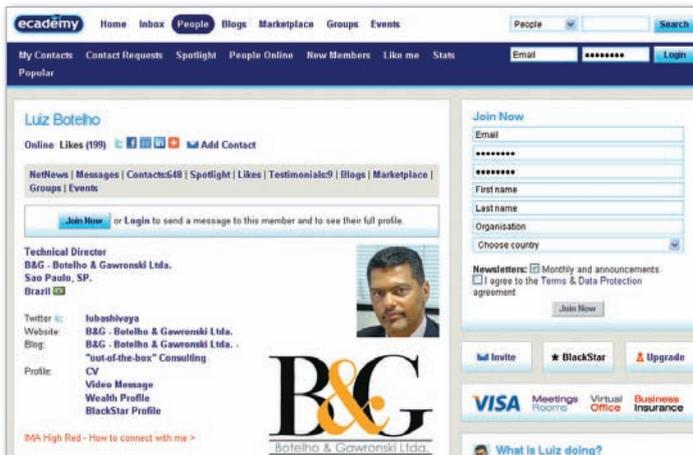 ecademy Home Inbox People Blogs Marketplace Groups Events People Search
My Contacts Contact Requests Spotlight People Online New Members Like me Stats
Popular
Email •••••••• Login
Luiz Botelho
Online Likes (199) Add Contact
NetNews | Messages | Contacts:648 | Spotlight | Likes | Testimonials:9 | Blogs | Marketplace |
Groups | Events
Join Now or Login to send a message to this member and to see their full profile.
Technical Director
B&G - Botelho & Gawronski Ltda.
Sao Paulo, SP.
Brazil
Twitter : lubashivaya
Website: B&G - Botelho & Gawronski Ltda.
Blog: B&G - Botelho & Gawronski Ltda. -
"out-of-the-box" Consulting
Profile: CV
Video Message
Wealth Profile
BlackStar Profile
IMA High Red - How to connect with me >
B&G
Botelho & Gawronski Ltda.
Join Now
Email
••••••••
••••••••
First name
Last name
Organisation
Choose country
Newsletters: Monthly and announcements
I agree to the Terms & Data Protection
agreement
Join Now
Invite
BlackStar
Upgrade
VISA
Meetings
Rooms
Virtual
Office
Business
Insurance
What is Luiz doing?